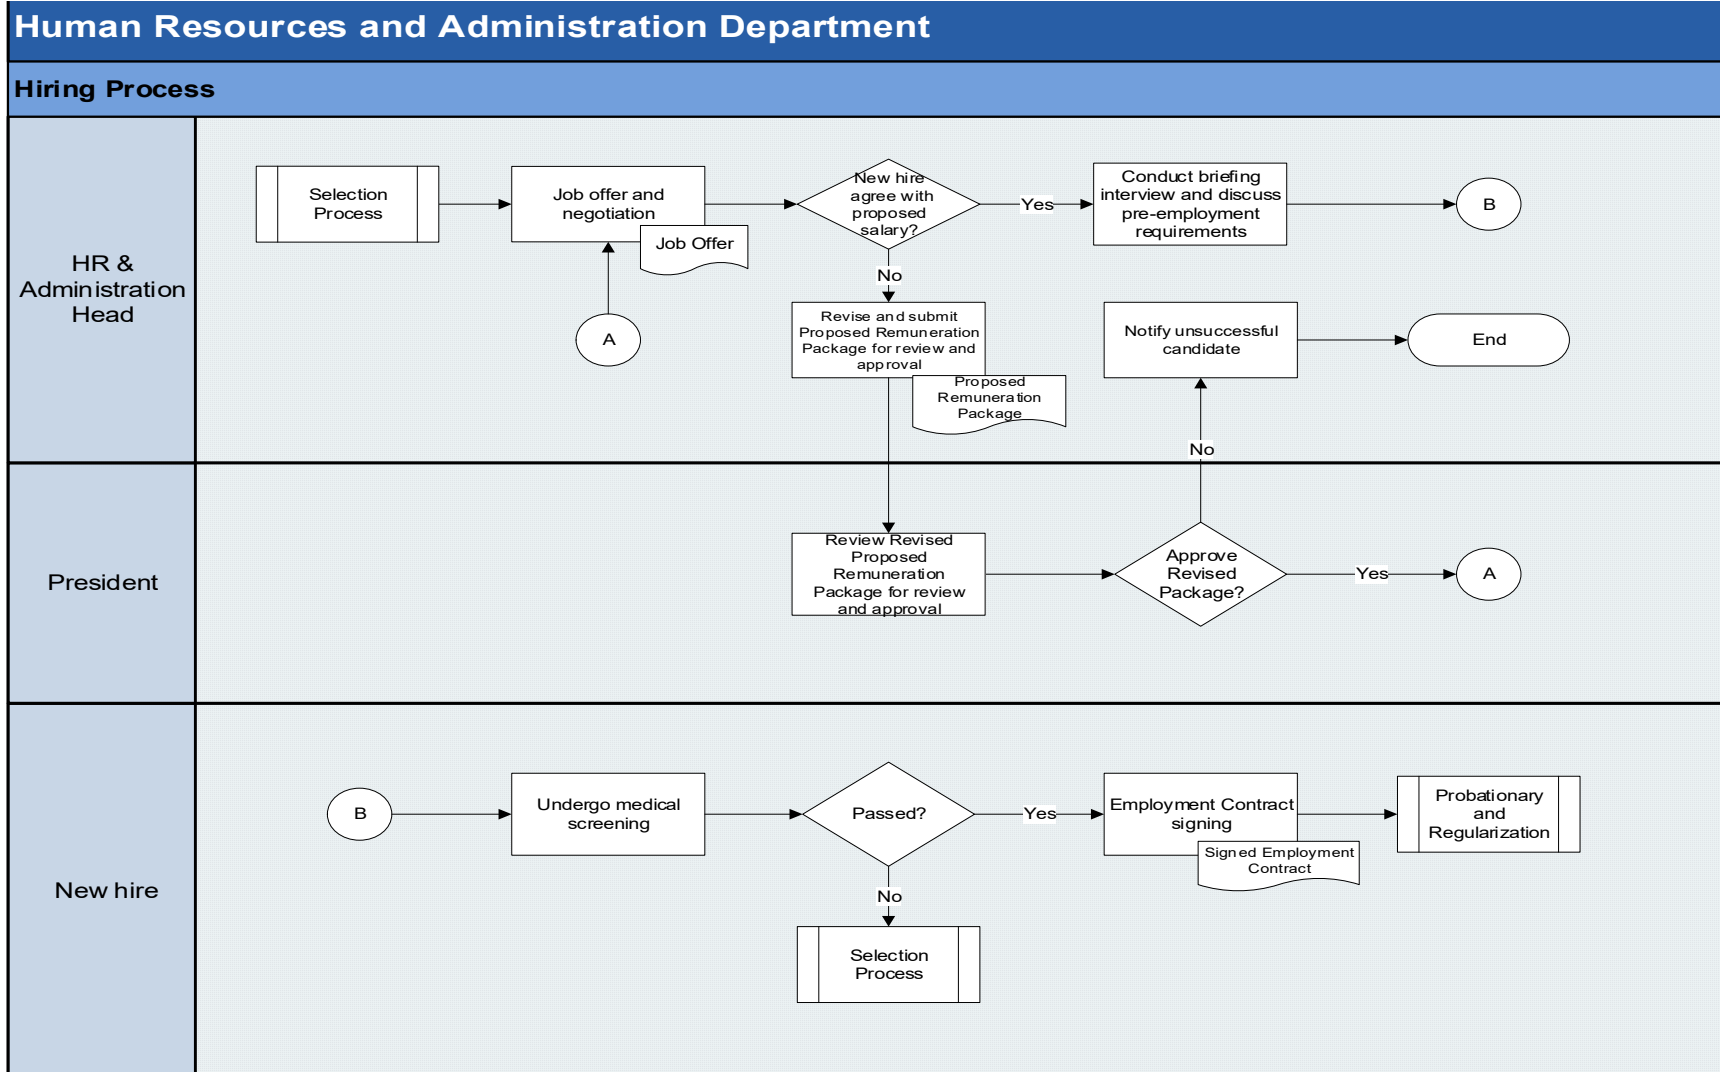 Human Resources and Administration Department
Hiring Process
HR &
Administration
Head
Selection
Process
Job offer and
negotiation
Job Offer
New hire
agree with
proposed
salary?
Yes
Conduct briefing
interview and discuss
pre-employment
requirements
B
A
No
Revise and submit
Proposed Remuneration
Package for review and
approval
Proposed
Remuneration
Package
Notify unsuccessful
candidate
End
No
President
Review Revised
Proposed
Remuneration
Package for review
and approval
Approve
Revised
Package?
Yes
A
New hire
B
Undergo medical
screening
Passed?
Yes
Employment Contract
signing
Signed Employment
Contract
Probationary
and
Regularization
No
Selection
Process